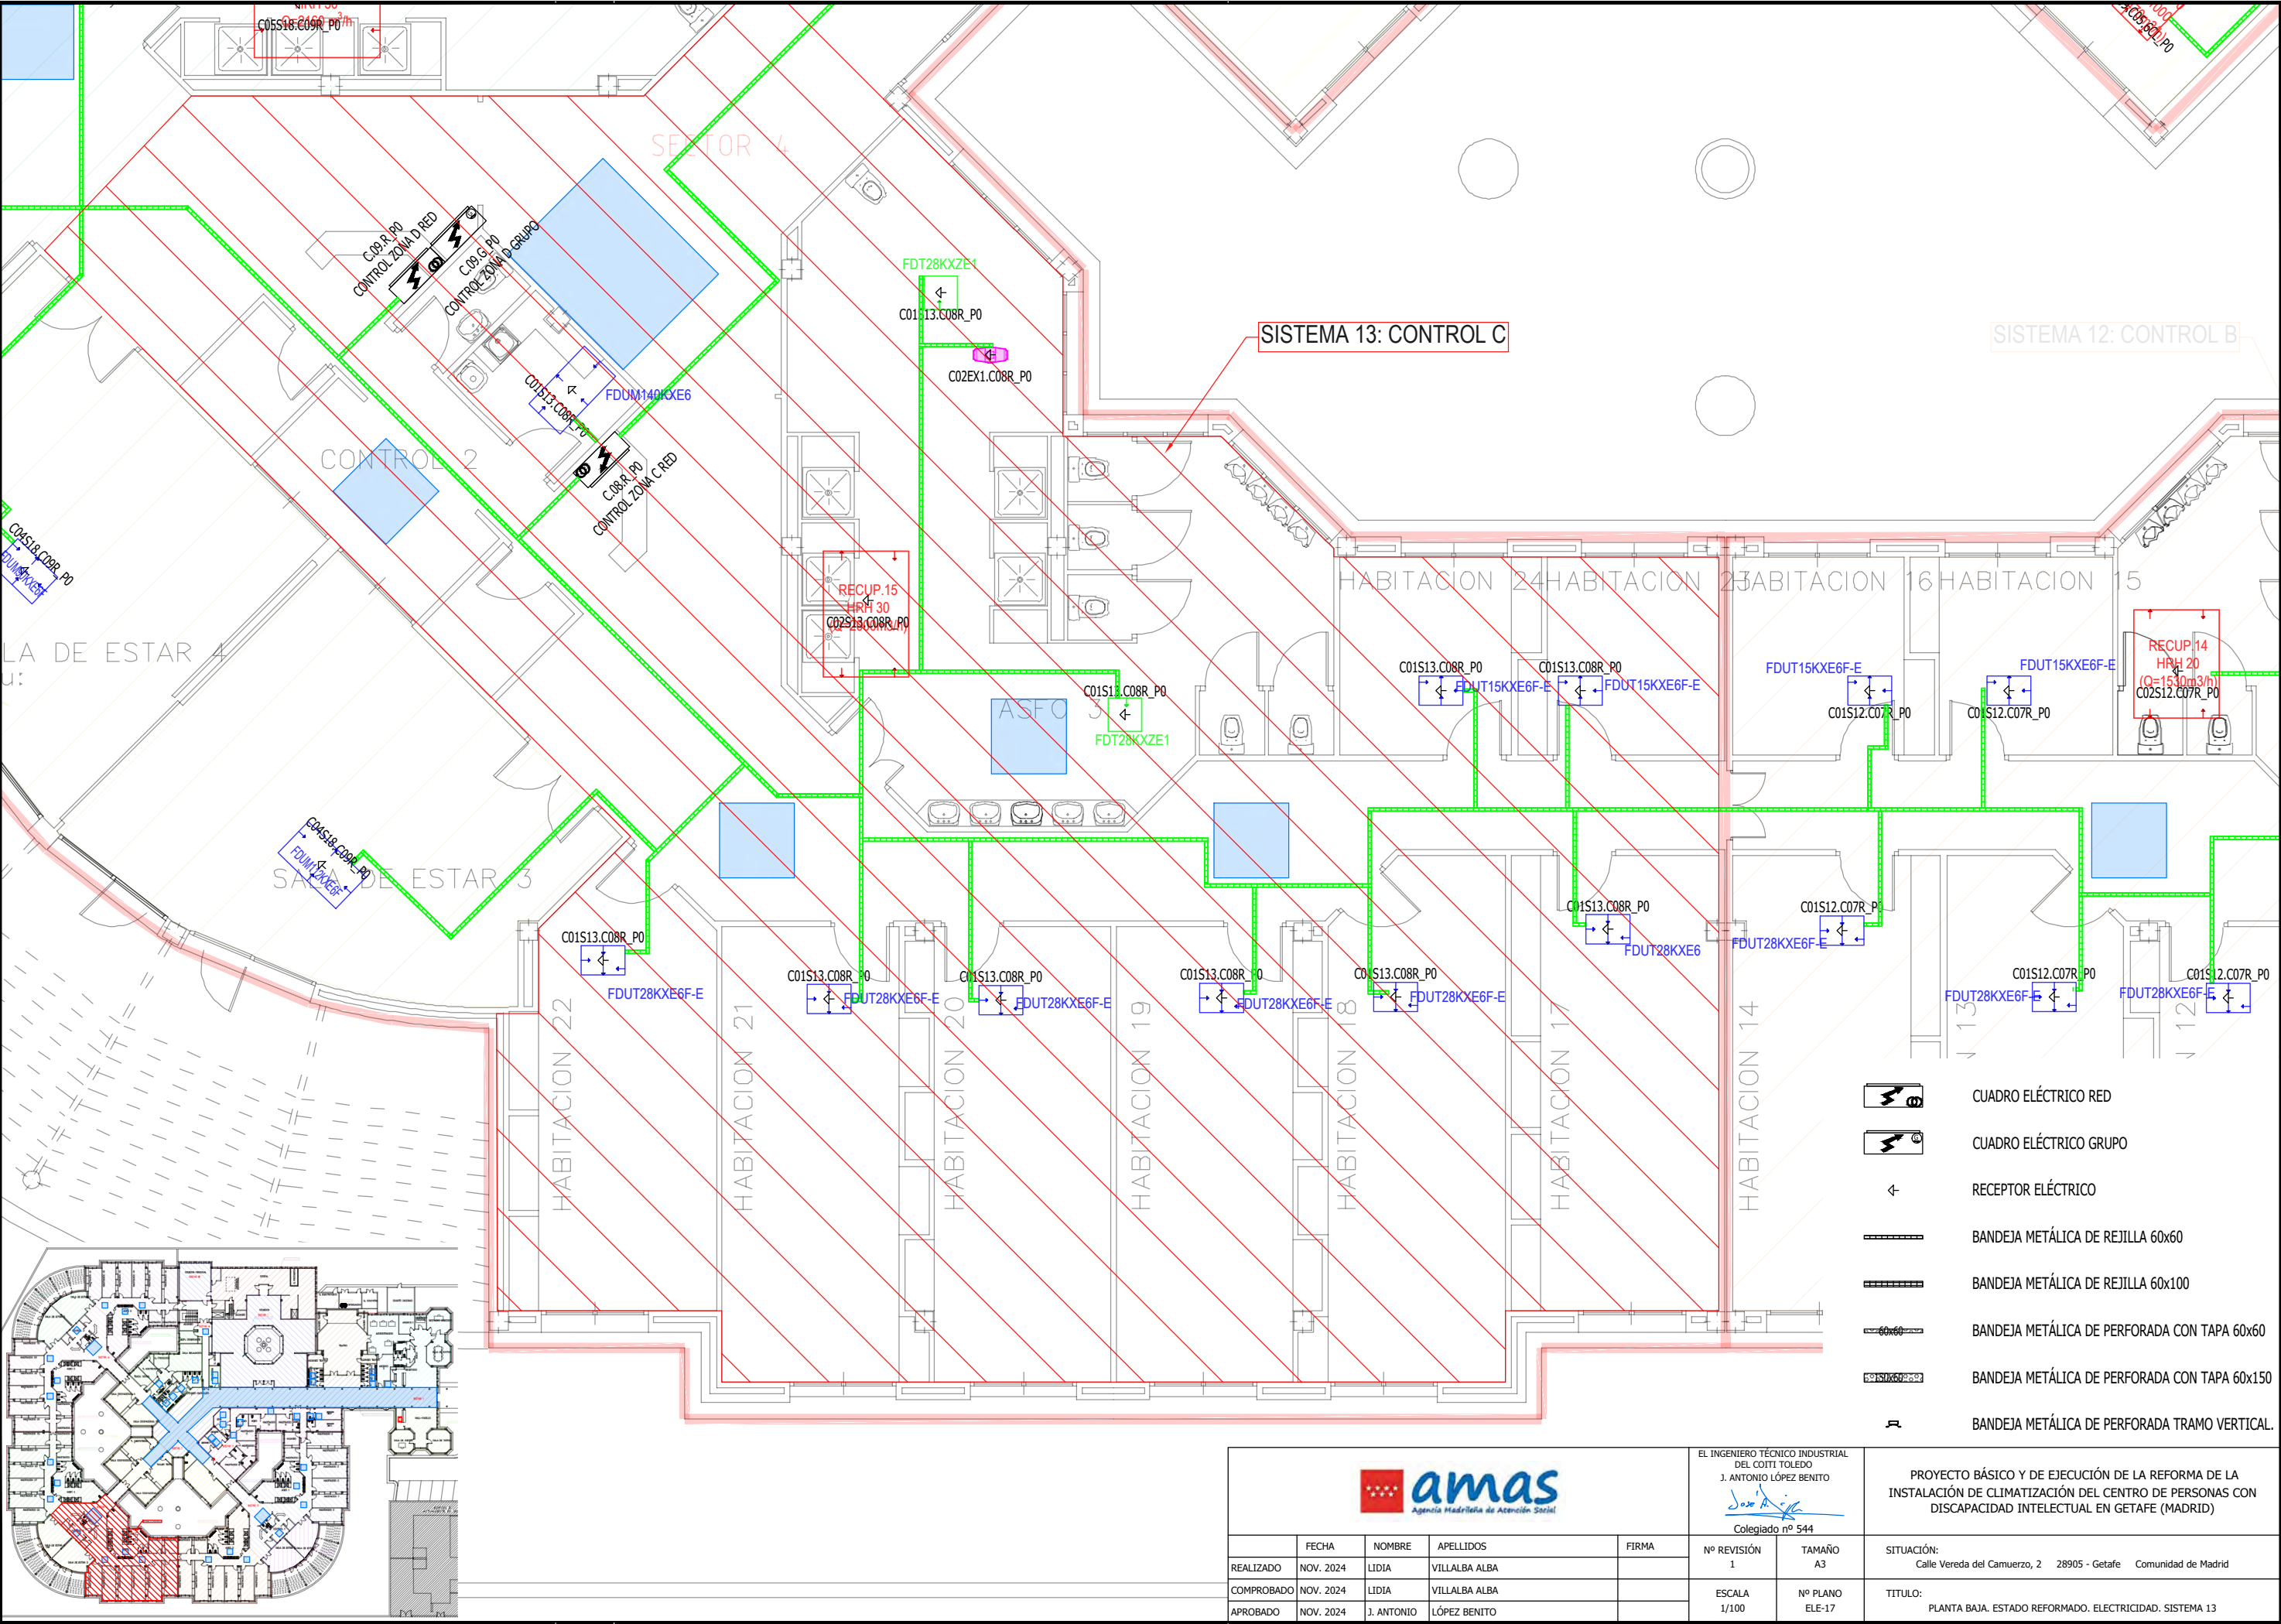 HRH 30
Q=2160 m³/h
C05S18.C09R_P0
SECTOR 4
C.09.R_P0
CONTROL ZONA D RED
C.09.G_P0
CONTROL ZONA D GRUPO
FDT28KXZE1
C01S13.C08R_P0
C02EX1.C08R_P0
SISTEMA 13: CONTROL C
SISTEMA 12: CONTROL B
C01S13.C08R_P0
FDUM140KXE6
CONTROL 2
C.08.R_P0
CONTROL ZONA C RED
C04S18.C09R_P0
RECUP.15
HRH 30
C02S13.C08R_P0
HABITACION 24
HABITACION 23
HABITACION 16
HABITACION 15
LA DE ESTAR 4
C01S13.C08R_P0
FDUT15KXE6F-E
C01S13.C08R_P0
FDUT15KXE6F-E
FDUT15KXE6F-E
C01S12.C07R_P0
FDUT15KXE6F-E
C01S12.C07R_P0
RECUP.14
HRH 20
(Q=1530m3/h)
C02S12.C07R_P0
C01S13.C08R_P0
ASEO 3
FDT28KXZE1
C04S18.C09R_P0
FDUM112KXE6F
SALA DE ESTAR 3
C01S13.C08R_P0
FDUT28KXE6F-E
C01S13.C08R_P0
FDUT28KXE6F-E
C01S13.C08R_P0
FDUT28KXE6F-E
C01S13.C08R_P0
FDUT28KXE6F-E
C01S13.C08R_P0
FDUT28KXE6F-E
C01S13.C08R_P0
FDUT28KXE6
C01S12.C07R_P0
FDUT28KXE6F-E
C01S12.C07R_P0
FDUT28KXE6F-E
C01S12.C07R_P0
FDUT28KXE6F-E
HABITACION 22
HABITACION 21
HABITACION 20
HABITACION 19
HABITACION 18
HABITACION 17
HABITACION 14
N 13
N 12
CUADRO ELÉCTRICO RED
CUADRO ELÉCTRICO GRUPO
RECEPTOR ELÉCTRICO
BANDEJA METÁLICA DE REJILLA 60x60
BANDEJA METÁLICA DE REJILLA 60x100
60x60
BANDEJA METÁLICA DE PERFORADA CON TAPA 60x60
150x60
BANDEJA METÁLICA DE PERFORADA CON TAPA 60x150
BANDEJA METÁLICA DE PERFORADA TRAMO VERTICAL.
amas
Agencia Madrileña de Atención Social
EL INGENIERO TÉCNICO INDUSTRIAL
DEL COITI TOLEDO
J. ANTONIO LÓPEZ BENITO
Colegiado nº 544
PROYECTO BÁSICO Y DE EJECUCIÓN DE LA REFORMA DE LA
INSTALACIÓN DE CLIMATIZACIÓN DEL CENTRO DE PERSONAS CON
DISCAPACIDAD INTELECTUAL EN GETAFE (MADRID)
FECHA NOMBRE APELLIDOS FIRMA
REALIZADO NOV. 2024 LIDIA VILLALBA ALBA
COMPROBADO NOV. 2024 LIDIA VILLALBA ALBA
APROBADO NOV. 2024 J. ANTONIO LÓPEZ BENITO
Nº REVISIÓN
1
TAMAÑO
A3
ESCALA
1/100
Nº PLANO
ELE-17
SITUACIÓN:
Calle Vereda del Camuerzo, 2 28905 - Getafe Comunidad de Madrid
TITULO:
PLANTA BAJA. ESTADO REFORMADO. ELECTRICIDAD. SISTEMA 13